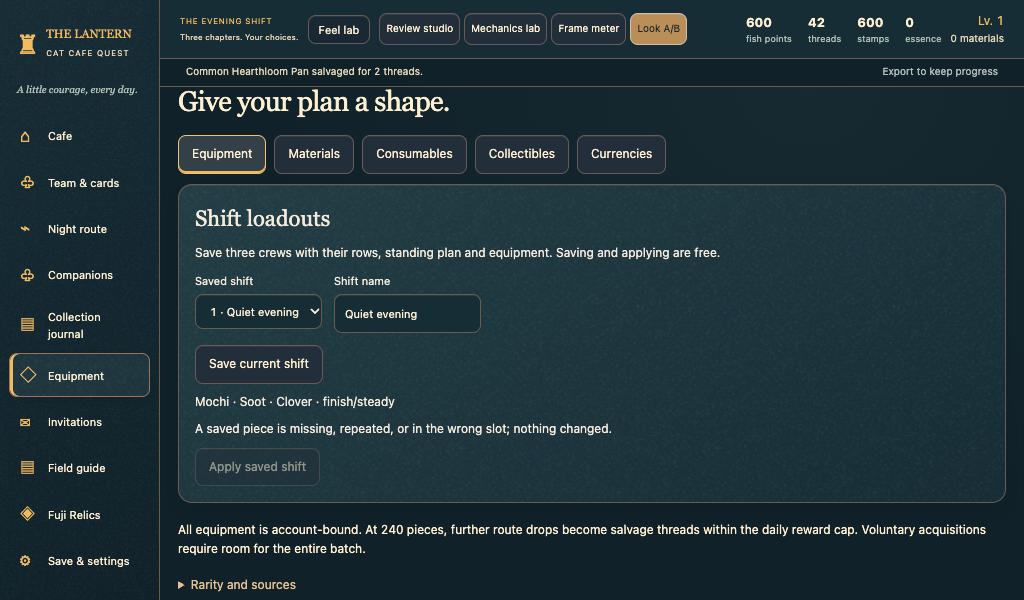 THE LANTERN
CAT CAFE QUEST
A little courage, every day.
Cafe
Team & cards
Night route
Companions
Collection
journal
Equipment
Invitations
Field guide
Fuji Relics
Save & settings
THE EVENING SHIFT
Three chapters. Your choices.
Feel lab
Review studio
Mechanics lab
Frame meter
Look A/B
600
fish points
42
threads
600
stamps
0
essence
Lv. 1
0 materials
Common Hearthloom Pan salvaged for 2 threads.
Export to keep progress
Give your plan a shape.
Equipment
Materials
Consumables
Collectibles
Currencies
Shift loadouts
Save three crews with their rows, standing plan and equipment. Saving and applying are free.
Saved shift
Shift name
1 · Quiet evening
Quiet evening
Save current shift
Mochi · Soot · Clover · finish/steady
A saved piece is missing, repeated, or in the wrong slot; nothing changed.
Apply saved shift
All equipment is account-bound. At 240 pieces, further route drops become salvage threads within the daily reward cap. Voluntary acquisitions
require room for the entire batch.
Rarity and sources